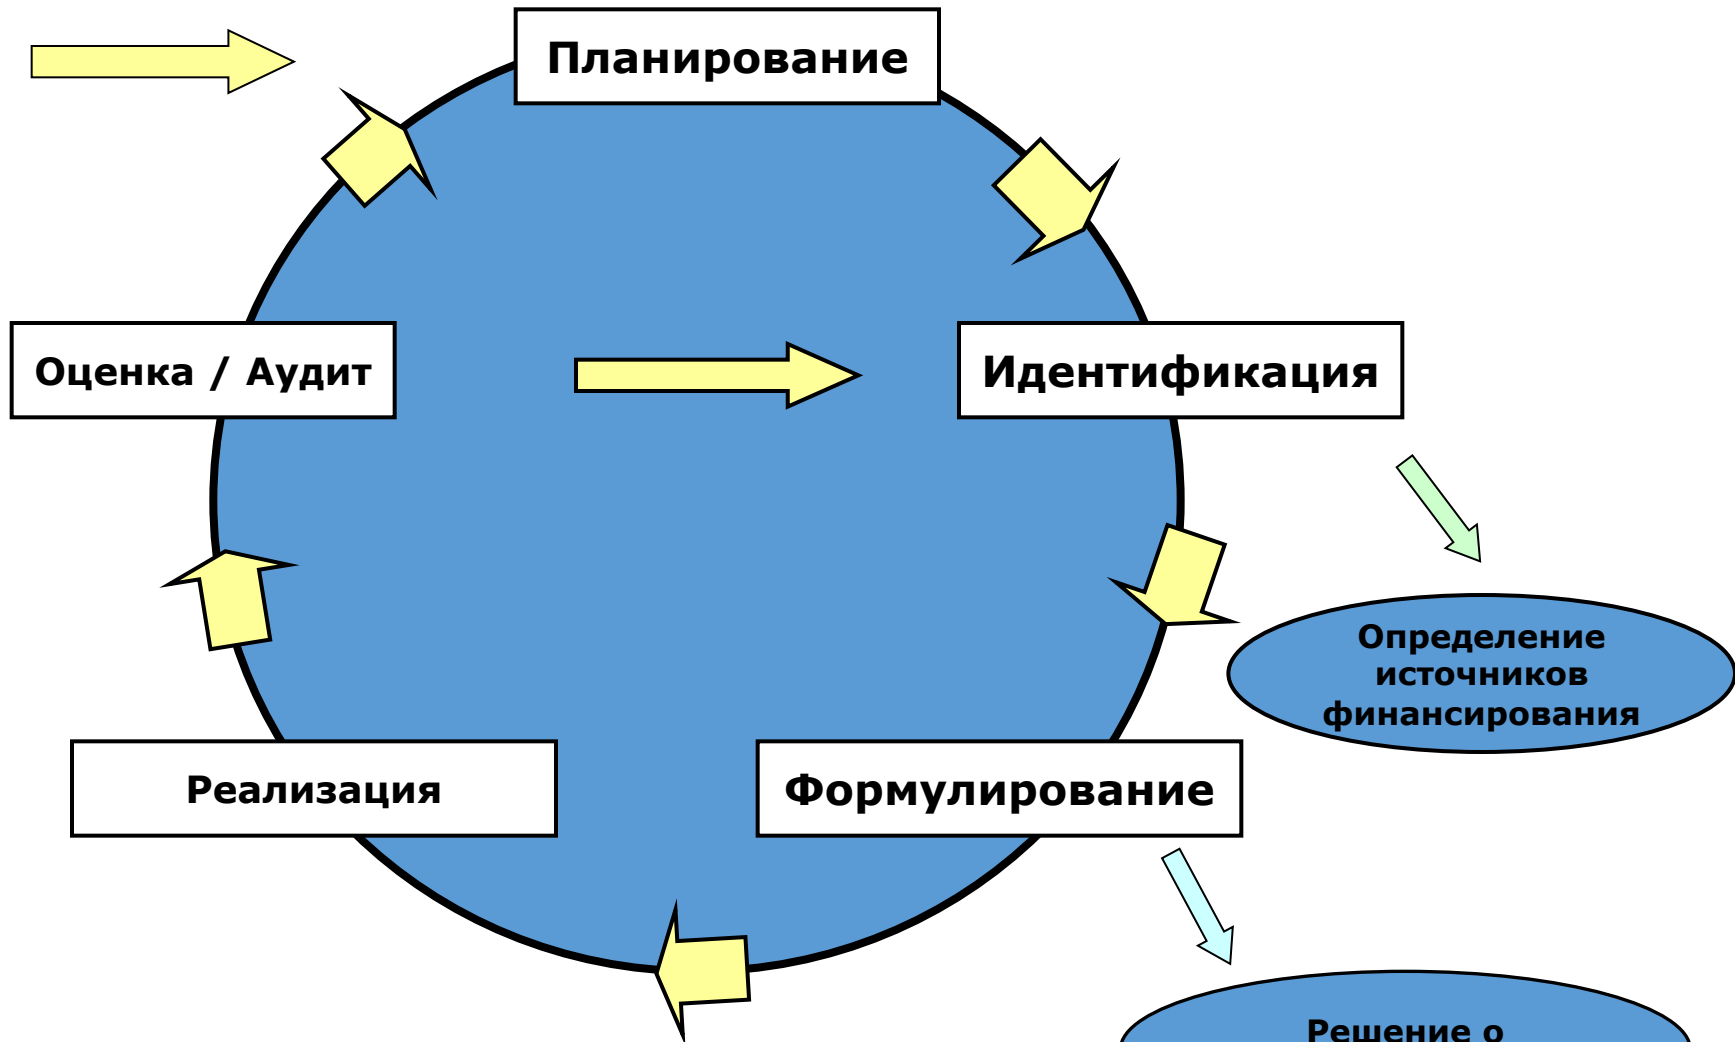 Планирование
Оценка / Аудит
Идентификация
Определение
источников
финансирования
Реализация
Формулирование
Решение о